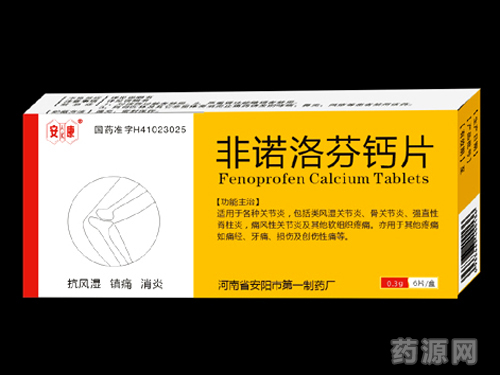 安康
国药准字H41023025
非诺洛芬钙片
Fenoprofen Calcium Tablets
【功能主治】
适用于各种关节炎，包括类风湿关节炎、骨关节炎、强直性
脊柱炎，痛风性关节炎及其他软组织疼痛。亦用于其他疼痛
如痛经、牙痛、损伤及创伤性痛等。
抗风湿 镇痛 消炎
河南省安阳市第一制药厂
0.3g 6片/盒
药源网